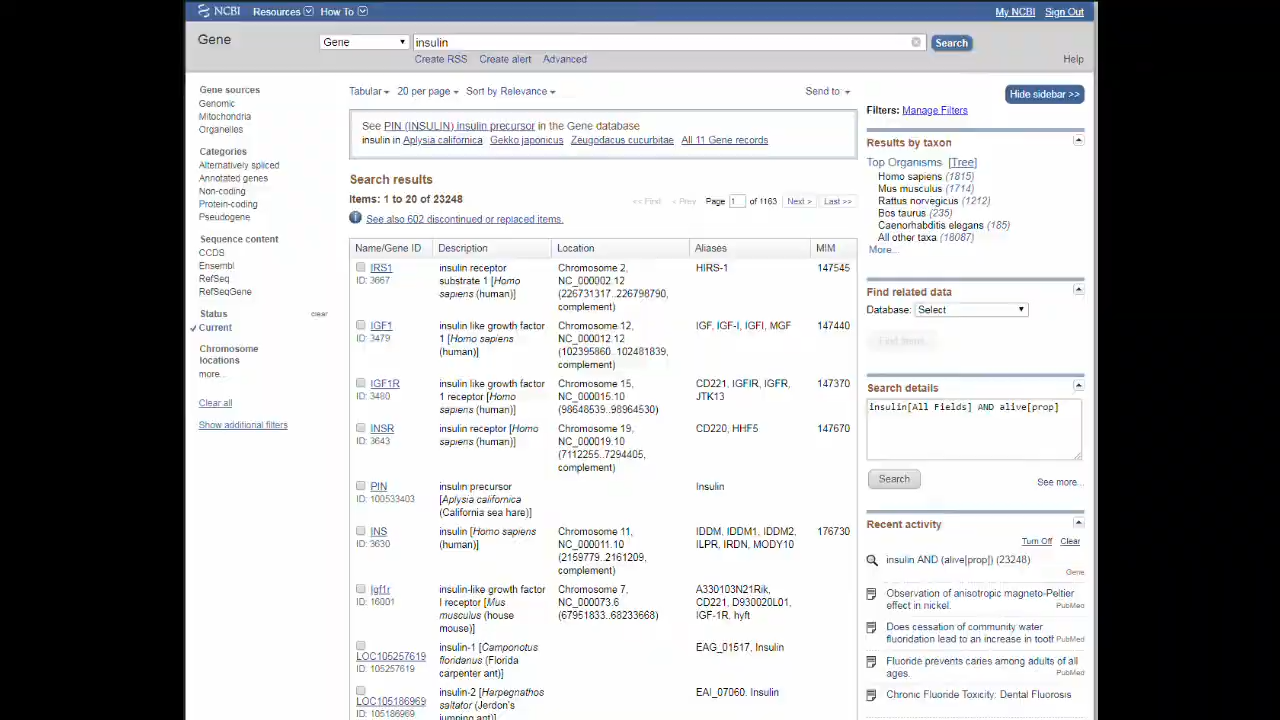 NCBI Resources How To My NCBI Sign Out
Gene Gene insulin Search
Create RSS Create alert Advanced Help
Gene sources
Genomic
Mitochondria
Organelles
Categories
Alternatively spliced
Annotated genes
Non-coding
Protein-coding
Pseudogene
Sequence content
CCDS
Ensembl
RefSeq
RefSeqGene
Status clear
Current
Chromosome
locations
more...
Clear all
Show additional filters
Tabular 20 per page Sort by Relevance Send to
See PIN (INSULIN) insulin precursor in the Gene database
insulin in Aplysia californica Gekko japonicus Zeugodacus cucurbitae All 11 Gene records
Search results
Items: 1 to 20 of 23248
<< First < Prev Page 1 of 1163 Next > Last >>
See also 602 discontinued or replaced items.
Name/Gene ID Description Location Aliases MIM
IRS1 insulin receptor Chromosome 2, HIRS-1 147545
ID: 3667 substrate 1 [Homo NC_000002.12
sapiens (human)] (226731317..226798790,
complement)
IGF1 insulin like growth factor Chromosome 12, IGF, IGF-I, IGFI, MGF 147440
ID: 3479 1 [Homo sapiens NC_000012.12
(human)] (102395860..102481839,
complement)
IGF1R insulin like growth factor Chromosome 15, CD221, IGFIR, IGFR, 147370
ID: 3480 1 receptor [Homo NC_000015.10 JTK13
sapiens (human)] (98648539..98964530)
INSR insulin receptor [Homo Chromosome 19, CD220, HHF5 147670
ID: 3643 sapiens (human)] NC_000019.10
(7112255..7294405,
complement)
PIN insulin precursor Insulin
ID: 100533403 [Aplysia californica
(California sea hare)]
INS insulin [Homo sapiens Chromosome 11, IDDM, IDDM1, IDDM2, 176730
ID: 3630 (human)] NC_000011.10 ILPR, IRDN, MODY10
(2159779..2161209,
complement)
Igf1r insulin-like growth factor Chromosome 7, A330103N21Rik,
ID: 16001 I receptor [Mus NC_000073.6 CD221, D930020L01,
musculus (house (67951833..68233668) IGF-1R, hyft
mouse)]
LOC105257619 insulin-1 [Camponotus EAG_01517, Insulin
ID: 105257619 floridanus (Florida
carpenter ant)]
LOC105186969 insulin-2 [Harpegnathos EAI_07060, Insulin
ID: 105186969 saltator (Jerdon's
jumping ant)]
Hide sidebar >>
Filters: Manage Filters
Results by taxon
Top Organisms [Tree]
Homo sapiens (1815)
Mus musculus (1714)
Rattus norvegicus (1212)
Bos taurus (235)
Caenorhabditis elegans (185)
All other taxa (18087)
More...
Find related data
Database: Select
Find items
Search details
insulin[All Fields] AND alive[prop]
Search See more...
Recent activity
Turn Off Clear
insulin AND (alive[prop]) (23248)
Gene
Observation of anisotropic magneto-Peltier
effect in nickel. PubMed
Does cessation of community water
fluoridation lead to an increase in tooth PubMed
Fluoride prevents caries among adults of all
ages. PubMed
Chronic Fluoride Toxicity: Dental Fluorosis